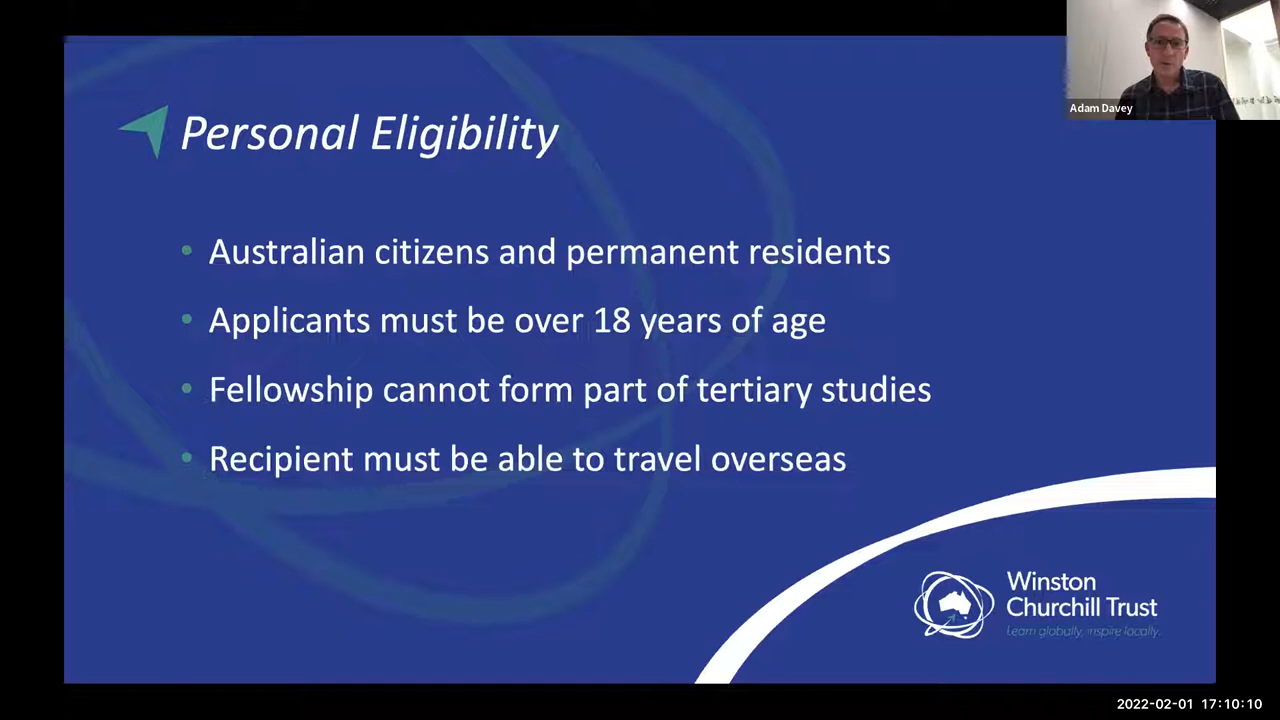 Adam Davey
Personal Eligibility
• Australian citizens and permanent residents
• Applicants must be over 18 years of age
• Fellowship cannot form part of tertiary studies
• Recipient must be able to travel overseas
Winston
Churchill Trust
Learn globally, inspire locally.
2022-02-01 17:10:10